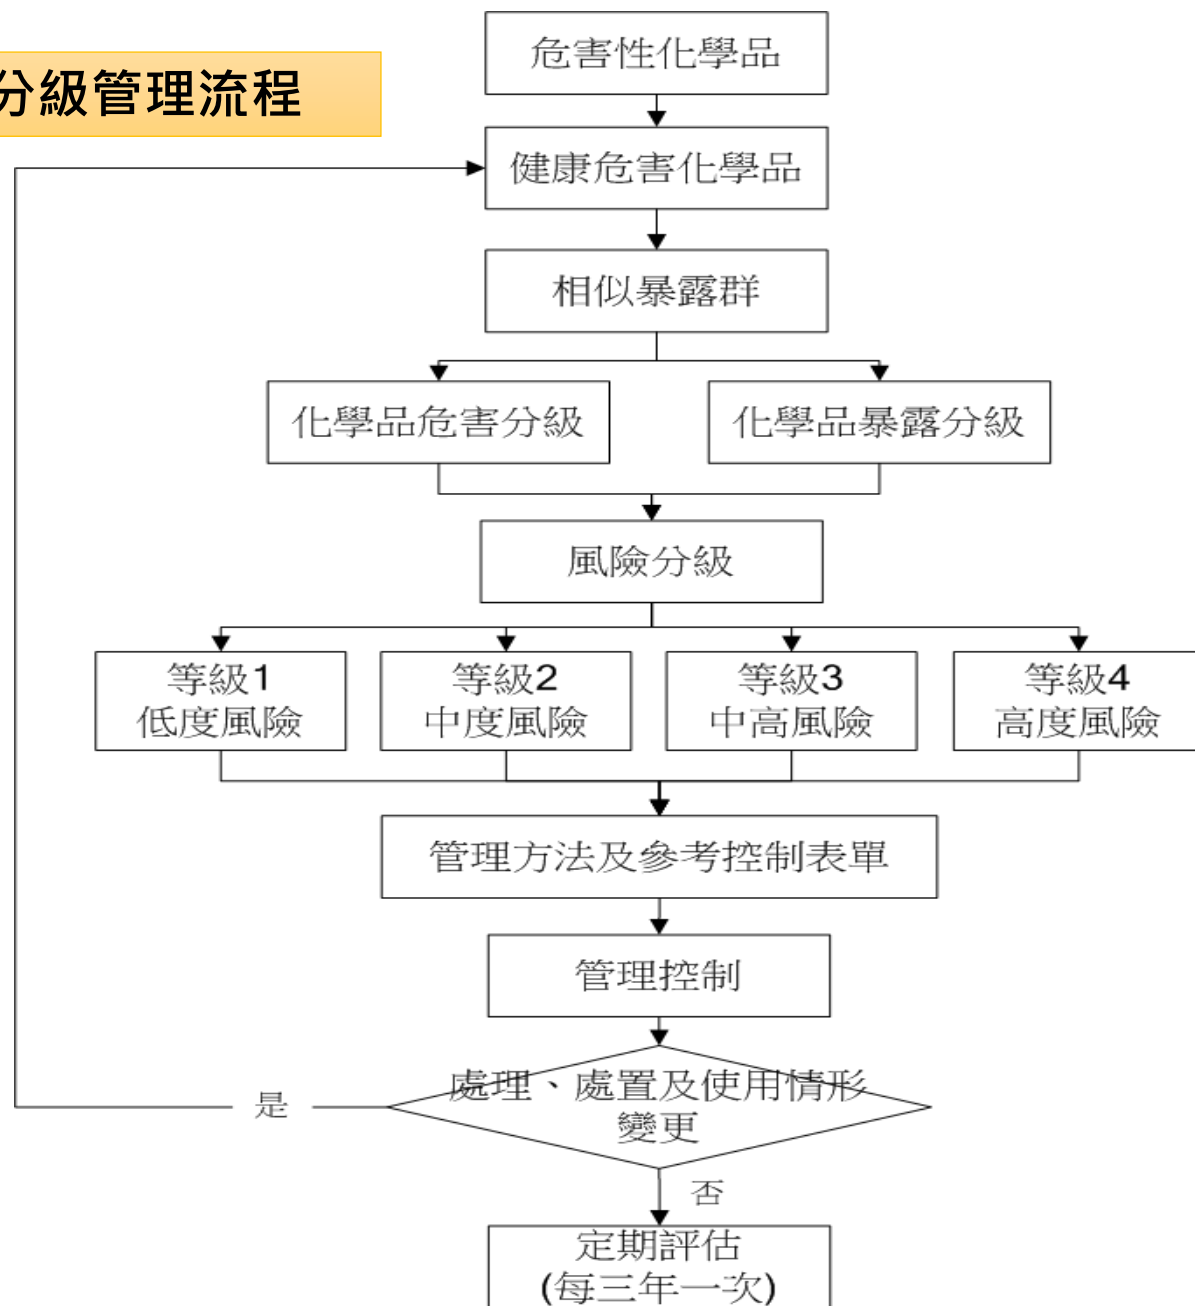 危害性化學品
分級管理流程
健康危害化學品
相似暴露群
化學品危害分級
化學品暴露分級
風險分級
等級1
低度風險
等級2
中度風險
等級3
中高風險
等級4
高度風險
管理方法及參考控制表單
管理控制
處理、處置及使用情形
變更
是
否
定期評估
(每三年一次)